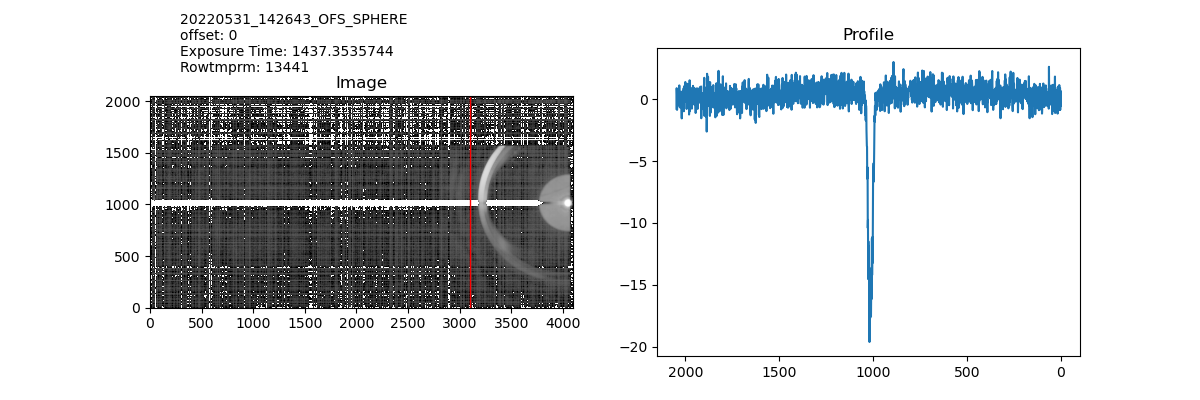 20220531_142643_OFS_SPHERE
offset: 0
Exposure Time: 1437.3535744
Rowtmprm: 13441
Image
2000
1500
1000
500
0
0 500 1000 1500 2000 2500 3000 3500 4000
Profile
0
−5
−10
−15
−20
2000 1500 1000 500 0